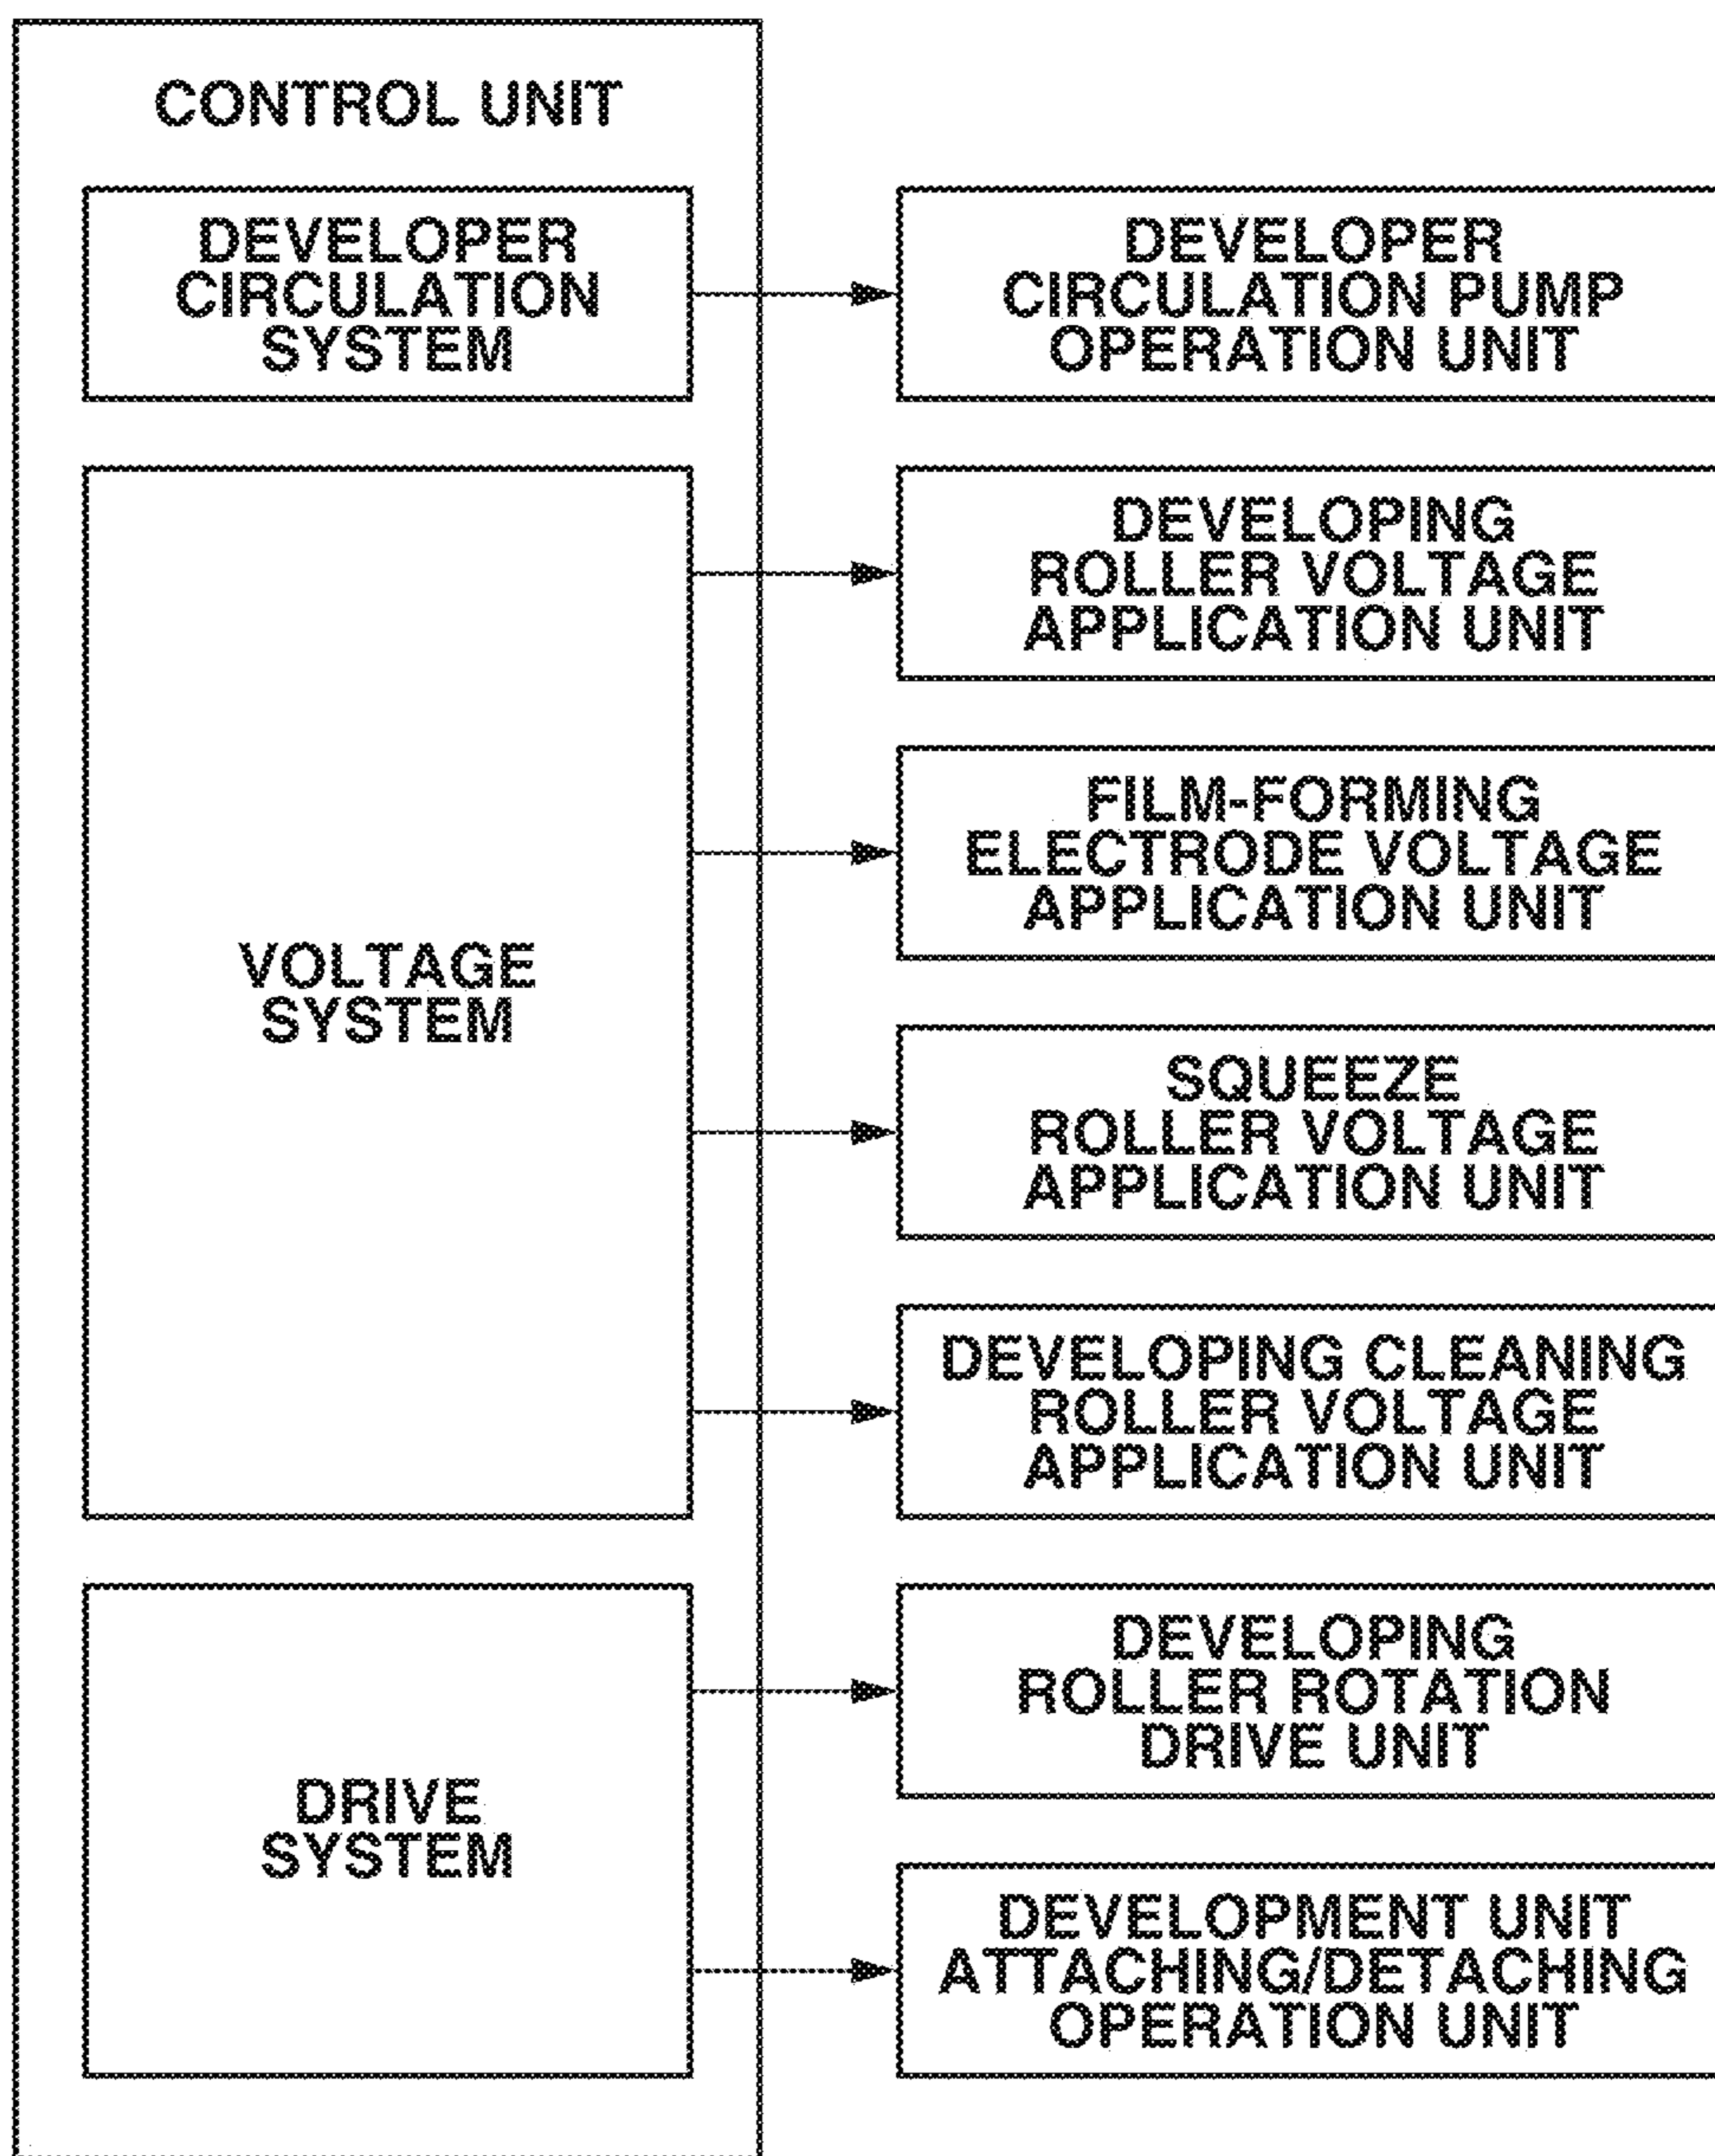 CONTROL UNIT
DEVELOPER
CIRCULATION
SYSTEM
DEVELOPER
CIRCULATION PUMP
OPERATION UNIT
VOLTAGE
SYSTEM
DEVELOPING
ROLLER VOLTAGE
APPLICATION UNIT
FILM-FORMING
ELECTRODE VOLTAGE
APPLICATION UNIT
SQUEEZE
ROLLER VOLTAGE
APPLICATION UNIT
DEVELOPING CLEANING
ROLLER VOLTAGE
APPLICATION UNIT
DRIVE
SYSTEM
DEVELOPING
ROLLER ROTATION
DRIVE UNIT
DEVELOPMENT UNIT
ATTACHING/DETACHING
OPERATION UNIT